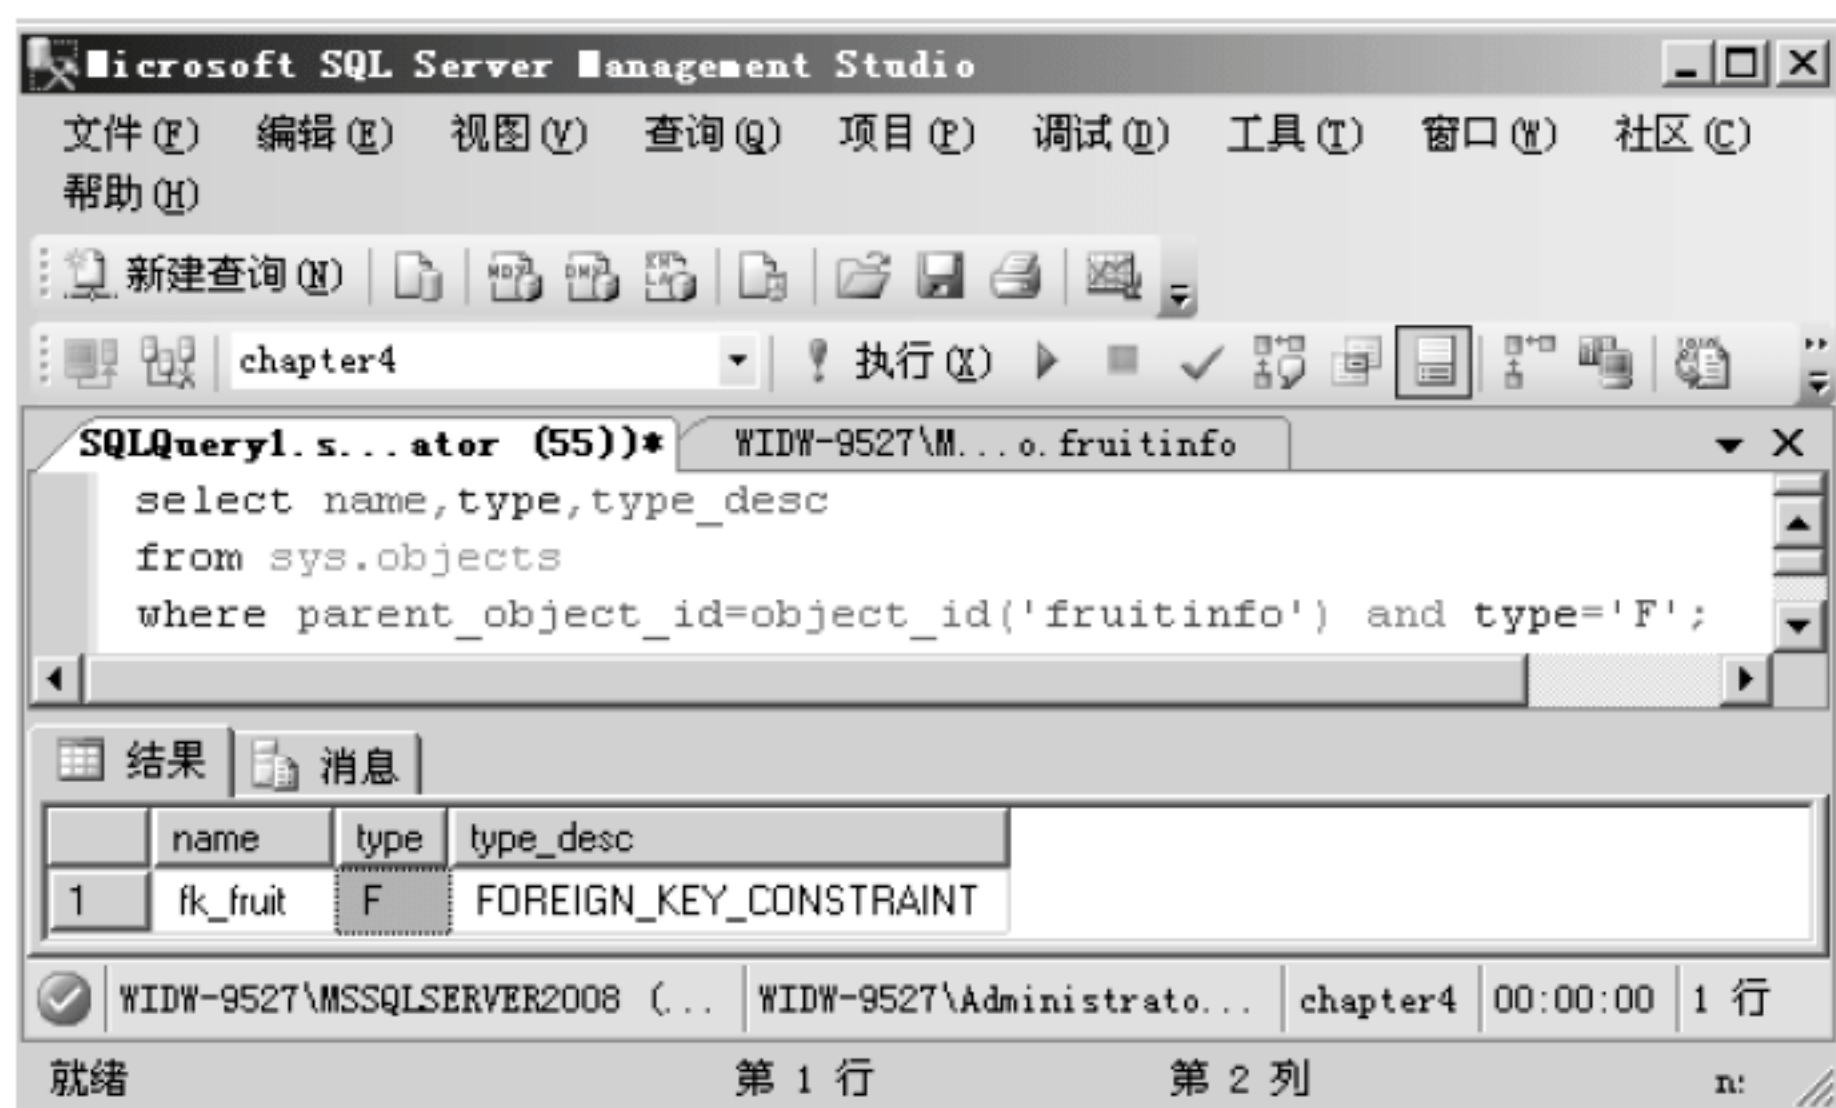 Microsoft SQL Server Management Studio
文件(F) 编辑(E) 视图(V) 查询(Q) 项目(P) 调试(D) 工具(T) 窗口(W) 社区(C)
帮助(H)
新建查询(N)
chapter4 执行(X)
SQLQuery1.s...ator (55))* WIDW-9527\M...o.fruitinfo
select name,type,type_desc
from sys.objects
where parent_object_id=object_id('fruitinfo') and type='F';
结果 消息
name type type_desc
1 fk_fruit F FOREIGN_KEY_CONSTRAINT
WIDW-9527\MSSQLSERVER2008 (... WIDW-9527\Administrato... chapter4 00:00:00 1 行
就绪 第 1 行 第 2 列